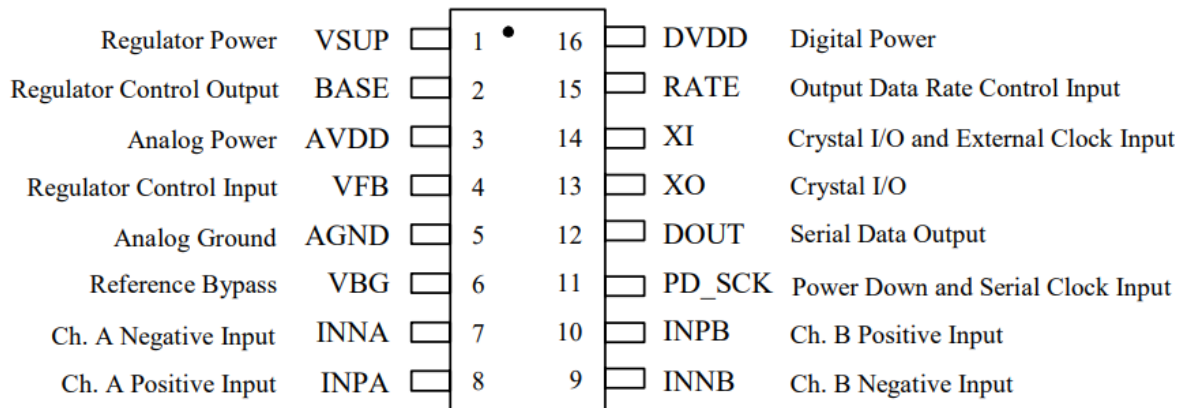 Regulator Power VSUP 1 16 DVDD Digital Power
Regulator Control Output BASE 2 15 RATE Output Data Rate Control Input
Analog Power AVDD 3 14 XI Crystal I/O and External Clock Input
Regulator Control Input VFB 4 13 XO Crystal I/O
Analog Ground AGND 5 12 DOUT Serial Data Output
Reference Bypass VBG 6 11 PD_SCK Power Down and Serial Clock Input
Ch. A Negative Input INNA 7 10 INPB Ch. B Positive Input
Ch. A Positive Input INPA 8 9 INNB Ch. B Negative Input